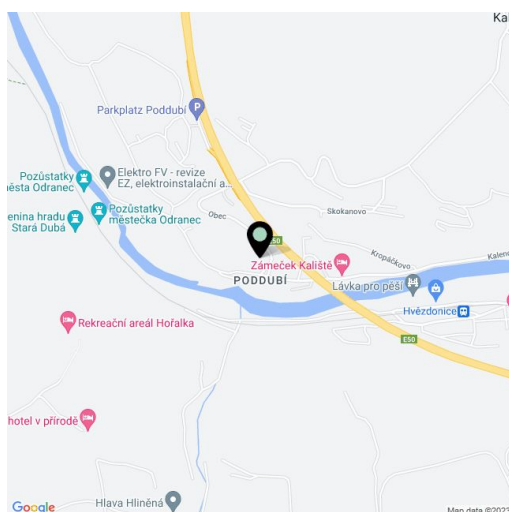 Ka
Parkplatz Poddubí
P
Pozůstatky
města Odranec
Elektro FV - revize
EZ, elektroinstalační a...
Pozůstatky
městečka Odranec
enina hradu
Stará Dubá
Obec
Skokanovo
E50
Zámeček Kaliště
Kropáčkovo
Kalend
Lávka pro pěší
PODDUBÍ
Hvězdonice
Rekreační areál Hořalka
E50
hotel v přírodě
Hlava Hliněná
Google
Map data ©2023